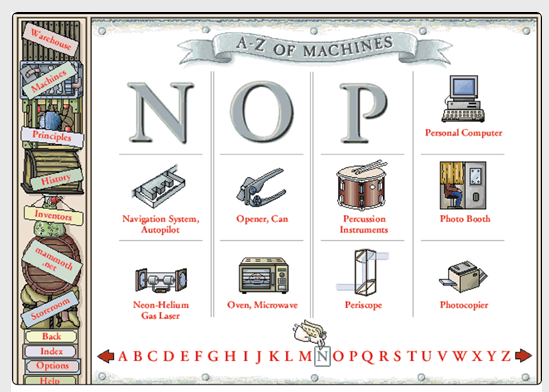 Warehouse
Machines
Principles
History
Inventors
mammoth
.net
Storeroom
Back
Index
Options
Help
A-Z OF MACHINES
N O P
Personal Computer
Navigation System,
Autopilot
Opener, Can
Percussion
Instruments
Photo Booth
Neon-Helium
Gas Laser
Oven, Microwave
Periscope
Photocopier
A B C D E F G H I J K L M N O P Q R S T U V W X Y Z